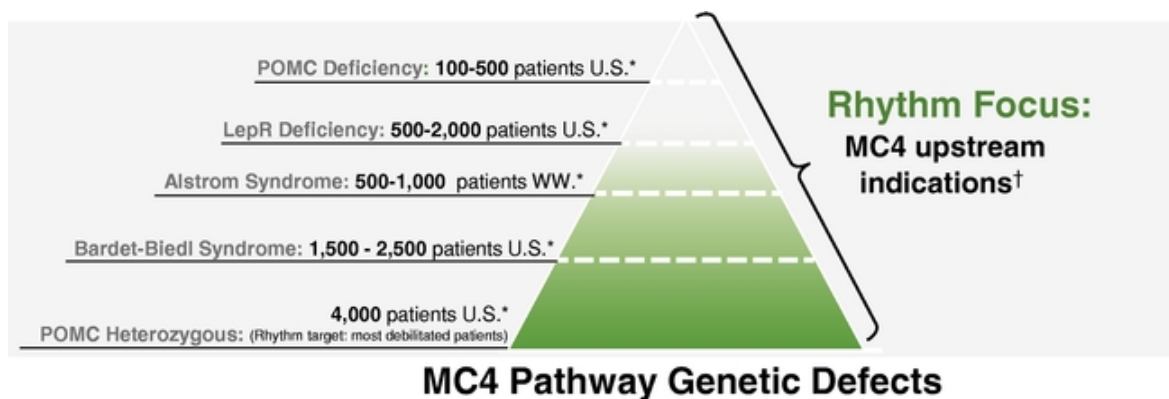 POMC Deficiency: 100-500 patients U.S.*
LepR Deficiency: 500-2,000 patients U.S.*
Alstrom Syndrome: 500-1,000 patients WW.*
Bardet-Biedl Syndrome: 1,500 - 2,500 patients U.S.*
4,000 patients U.S.*
POMC Heterozygous: (Rhythm target: most debilitated patients)
Rhythm Focus:
MC4 upstream
indications†
MC4 Pathway Genetic Defects